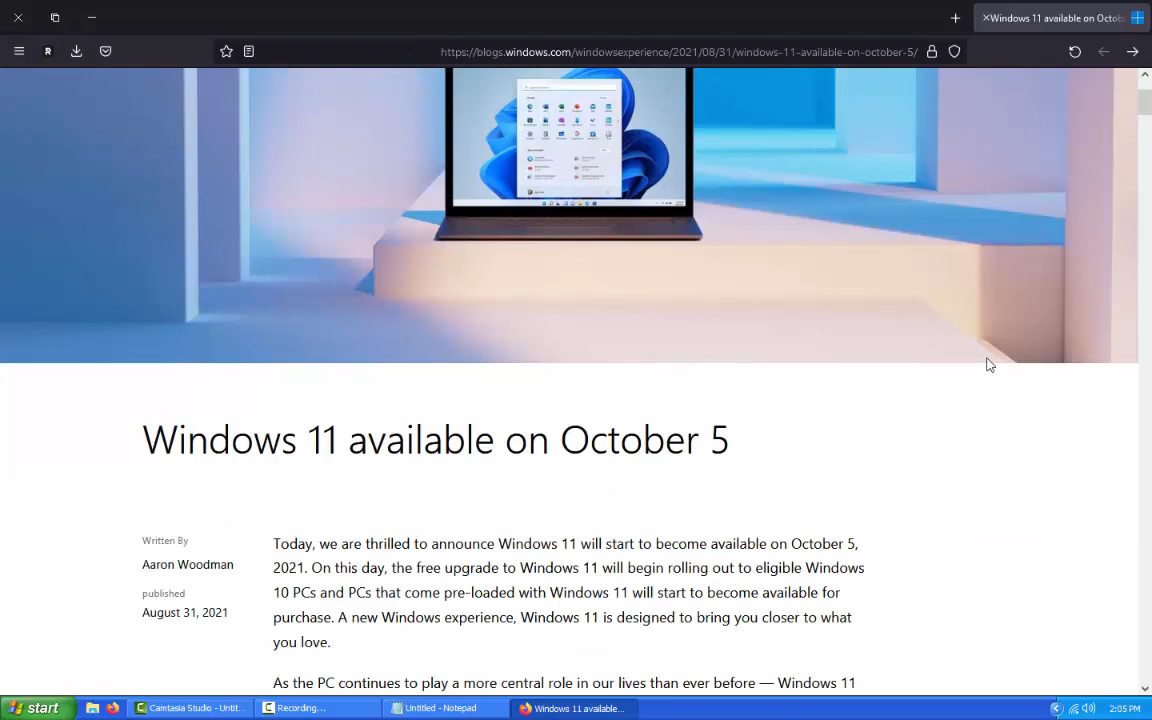 Windows 11 available on Octob
https://blogs.windows.com/windowsexperience/2021/08/31/windows-11-available-on-october-5/
Windows 11 available on October 5
Written By
Aaron Woodman
published
August 31, 2021
Today, we are thrilled to announce Windows 11 will start to become available on October 5,
2021. On this day, the free upgrade to Windows 11 will begin rolling out to eligible Windows
10 PCs and PCs that come pre-loaded with Windows 11 will start to become available for
purchase. A new Windows experience, Windows 11 is designed to bring you closer to what
you love.
As the PC continues to play a more central role in our lives than ever before — Windows 11
start
Camtasia Studio - Untit...
Recording...
Untitled - Notepad
Windows 11 available...
2:05 PM